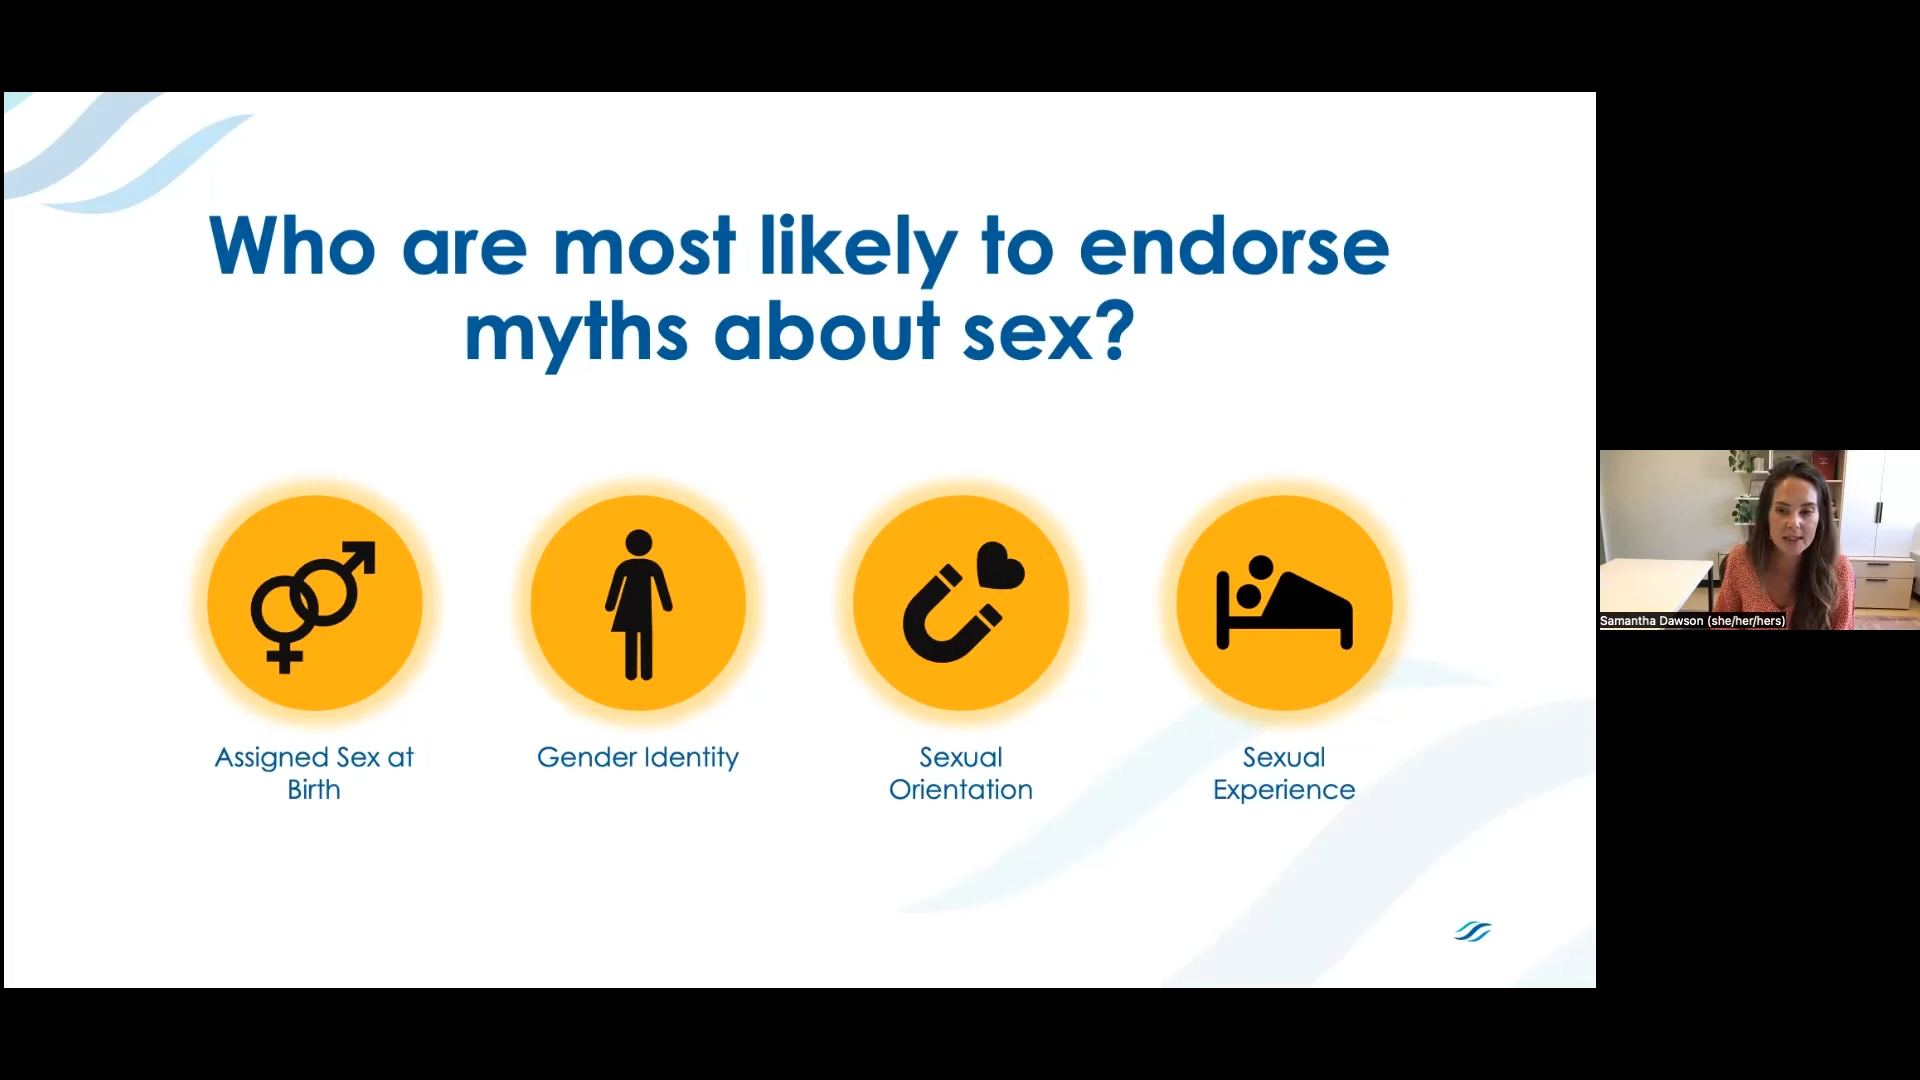 Who are most likely to endorse
myths about sex?
Assigned Sex at
Birth
Gender Identity
Sexual
Orientation
Sexual
Experience
Samantha Dawson (she/her/hers)